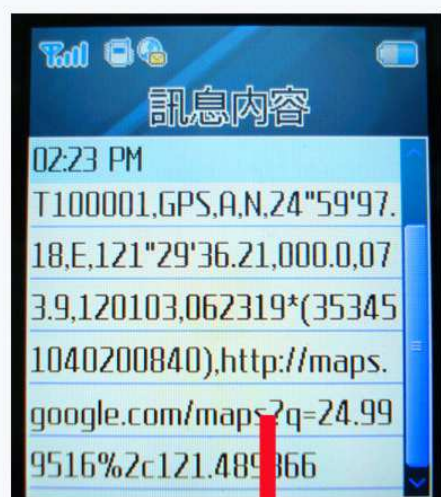 訊息內容
02:23 PM
T100001,GPS,A,N,24"59'97.
18,E,121"29'36.21,000.0,07
3.9,120103,062319*(35345
1040200840),http://maps.
google.com/maps?q=24.99
9516%2c121.489866